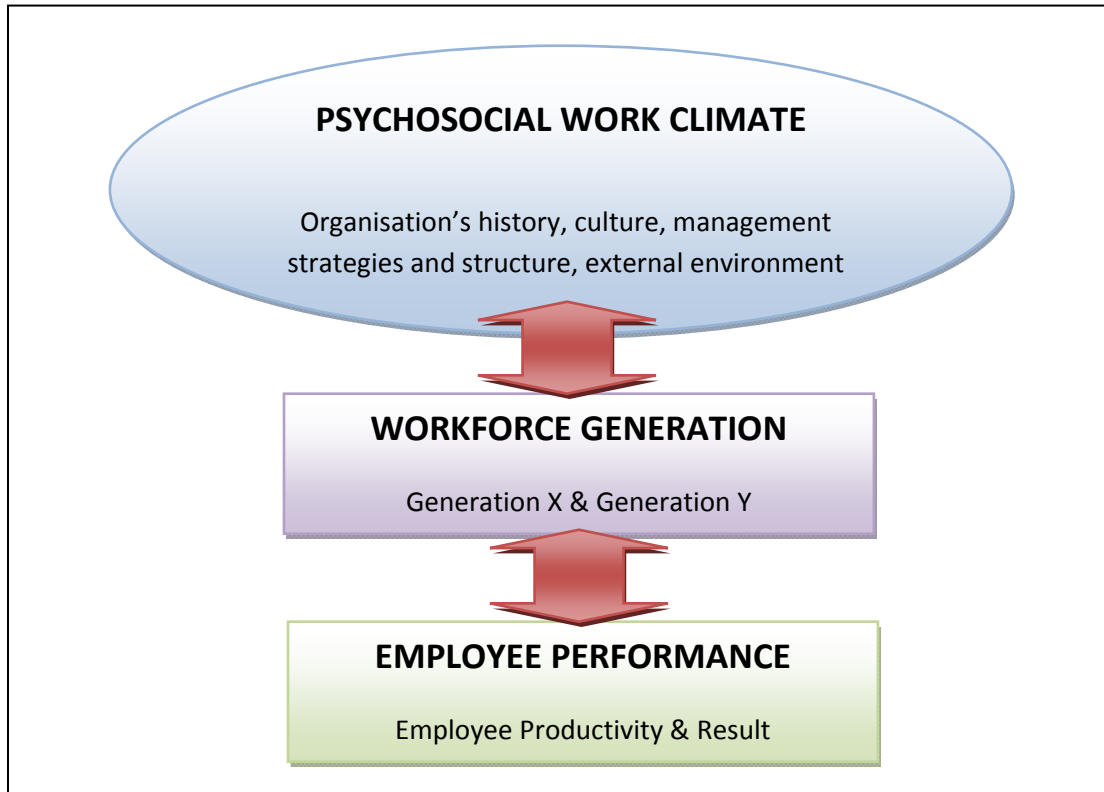 PSYCHOSOCIAL WORK CLIMATE
Organisation’s history, culture, management
strategies and structure, external environment
WORKFORCE GENERATION
Generation X & Generation Y
EMPLOYEE PERFORMANCE
Employee Productivity & Result